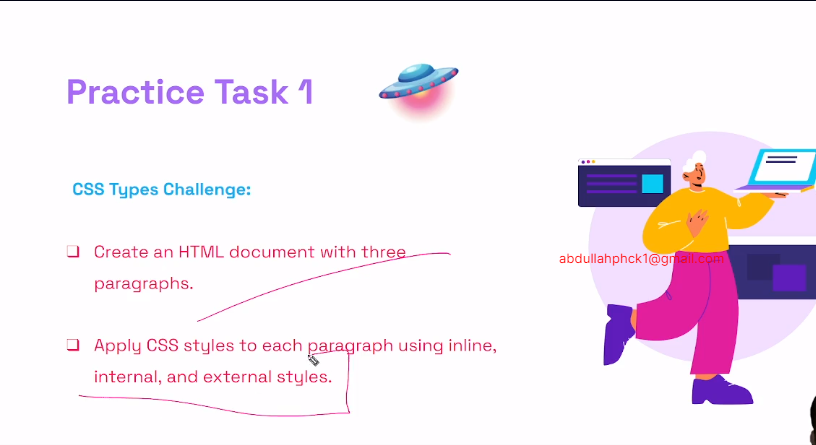 Practice Task 1
CSS Types Challenge:
❑ Create an HTML document with three
paragraphs.
abdullahphck1@gmail.com
❑ Apply CSS styles to each paragraph using inline,
internal, and external styles.